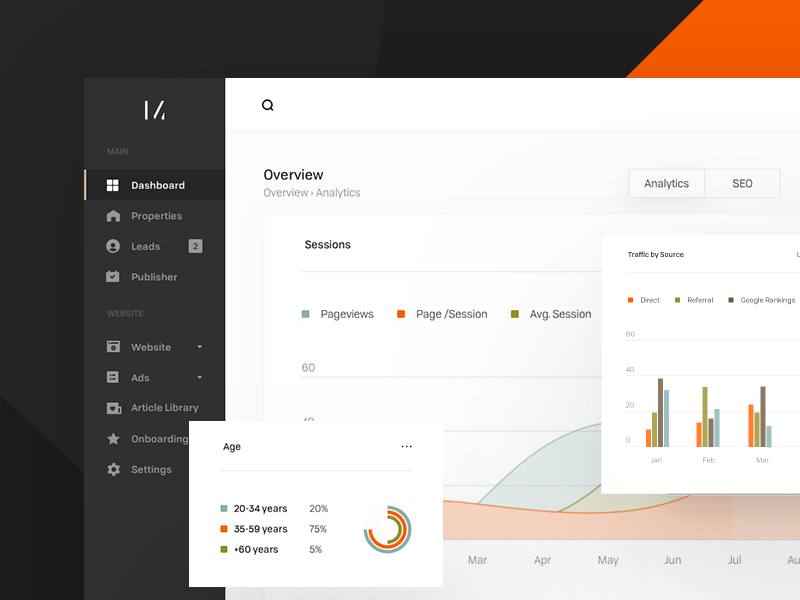 MAIN
Dashboard
Properties
Leads 2
Publisher
WEBSITE
Website
Ads
Article Library
Onboarding
Settings
Overview
Overview › Analytics
Analytics SEO
Sessions
Pageviews Page /Session Avg. Session
60
40
Mar Apr May Jun Jul
Traffic by Source
Direct Referral Google Rankings
60
40
20
0
Jan Feb Mar
Age
20-34 years 20%
35-59 years 75%
+60 years 5%